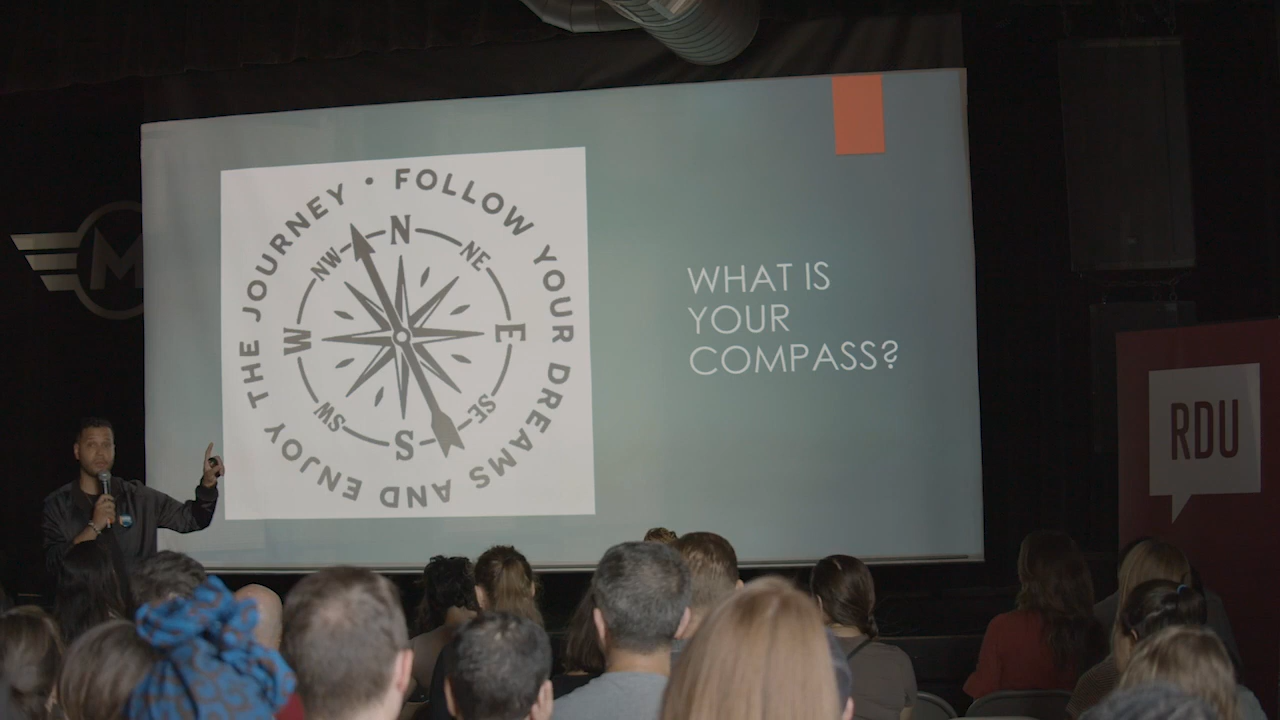 FOLLOW YOUR DREAMS AND ENJOY THE JOURNEY •
N
NE
E
SE
S
SW
W
NW
WHAT IS
YOUR
COMPASS?
M
RDU